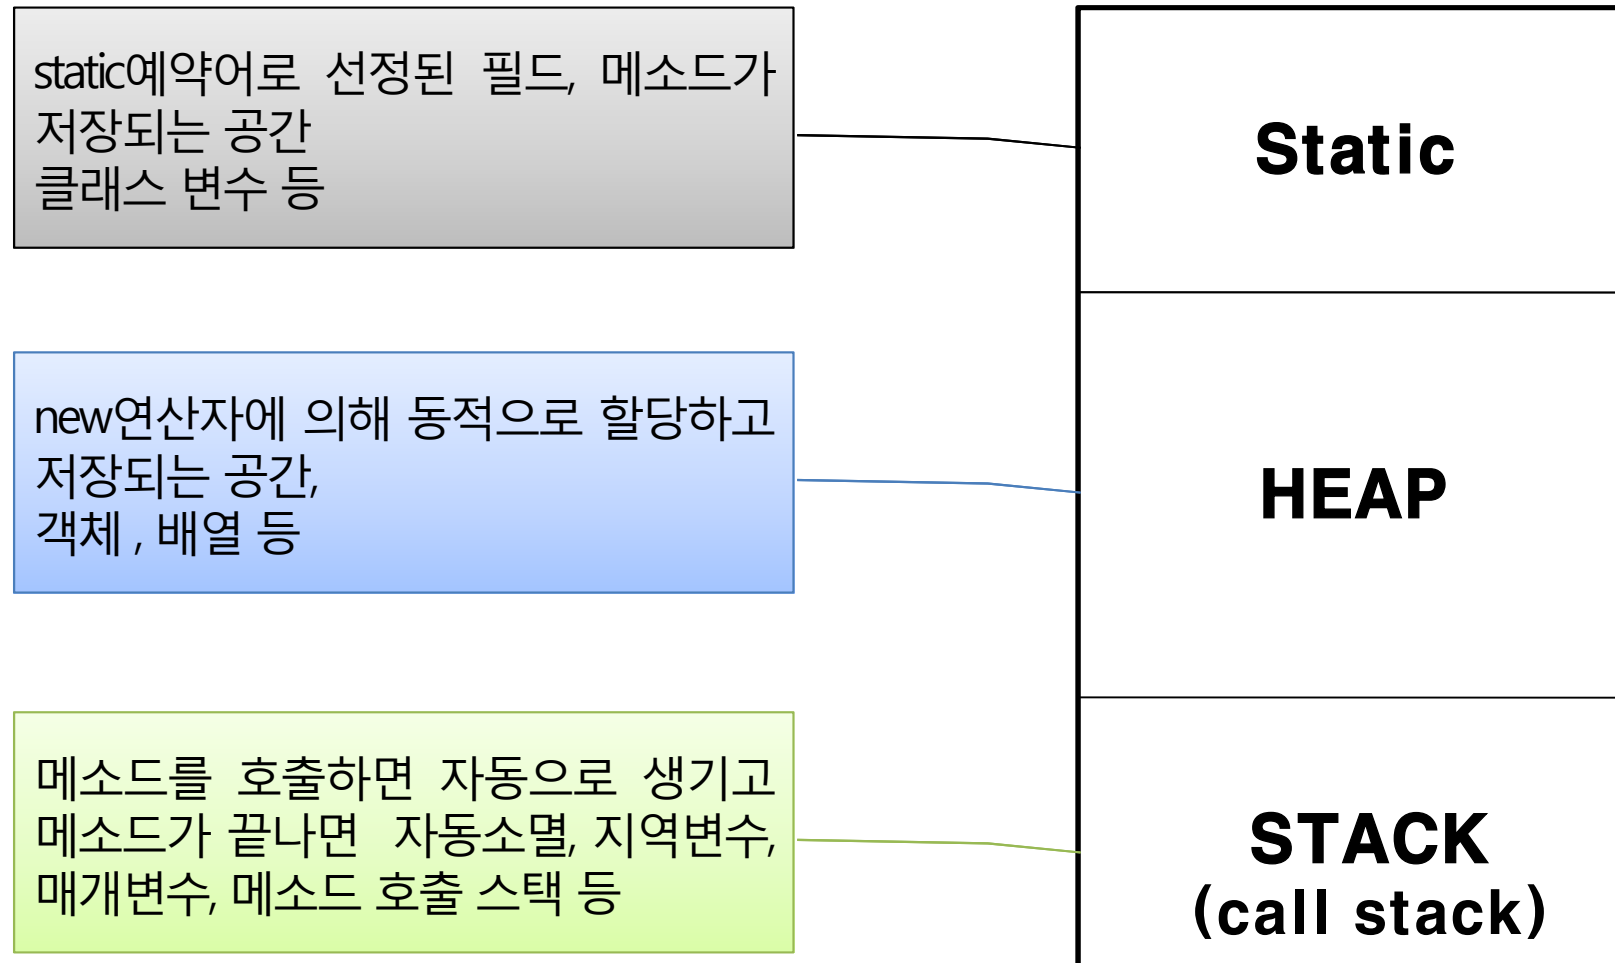 static예약어로 선정된 필드, 메소드가
저장되는 공간
클래스 변수 등
Static
new연산자에 의해 동적으로 할당하고
저장되는 공간,
객체 , 배열 등
HEAP
메소드를 호출하면 자동으로 생기고
메소드가 끝나면 자동소멸, 지역변수,
매개변수, 메소드 호출 스택 등
STACK
(call stack)